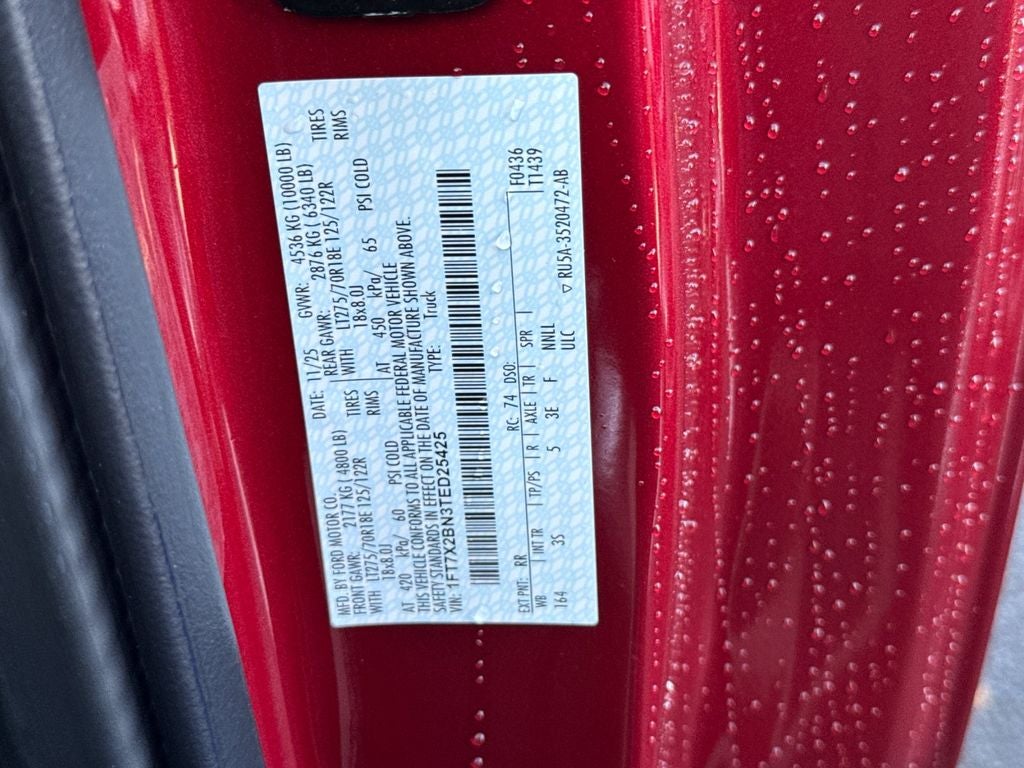 MFD. BY FORD MOTOR CO. DATE: 11/25 GVWR: 4536 KG (10000 LB)
FRONT GAWR: 2177 KG ( 4800 LB) REAR GAWR: 2876 KG ( 6340 LB)
WITH LT275/70R18E 125/122R TIRES WITH LT275/70R18E 125/122R TIRES
18x8.0J RIMS 18x8.0J RIMS
AT 420 kPa/ 60 PSI COLD AT 450 kPa/ 65 PSI COLD
THIS VEHICLE CONFORMS TO ALL APPLICABLE FEDERAL MOTOR VEHICLE
SAFETY STANDARDS IN EFFECT ON THE DATE OF MANUFACTURE SHOWN ABOVE.
VIN: 1FT7X2BN3TED25425 TYPE: Truck
F0436
T1439
EXT PNT: RR RC: 74 DSO:
WB INT TR TP/PS R AXLE TR SPR
164 3S 5 3E F NNLL
ULC
▽ RU5A-3520472-AB